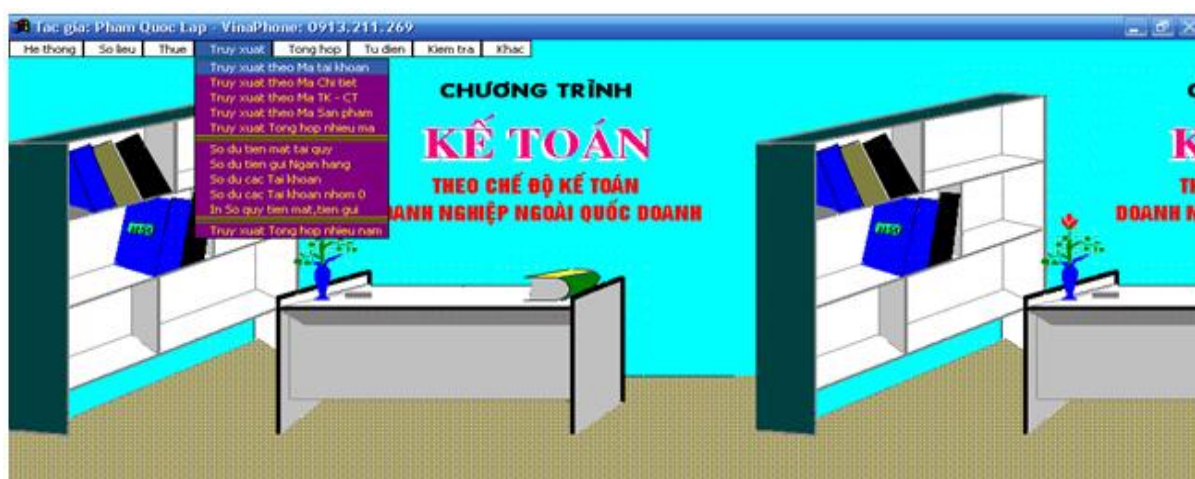 Tac gia: Pham Quoc Lap - VinaPhone: 0913.211.269
He thong So lieu Thue Truy xuat Tong hop Tu dien Kiem tra Khac
Truy xuat theo Ma tai khoan
Truy xuat theo Ma Chi tiet
Truy xuat theo Ma TK - CT
Truy xuat theo Ma San pham
Truy xuat Tong hop nhieu ma
So du tien mat tai quy
So du tien gui Ngan hang
So du cac Tai khoan
So du cac Tai khoan nhom 0
In So quy tien mat,tien gui
Truy xuat Tong hop nhieu nam
CHƯƠNG TRÌNH
KẾ TOÁN
THEO CHẾ ĐỘ KẾ TOÁN
OANH NGHIỆP NGOÀI QUỐC DOANH
C
K
TH
DOANH N